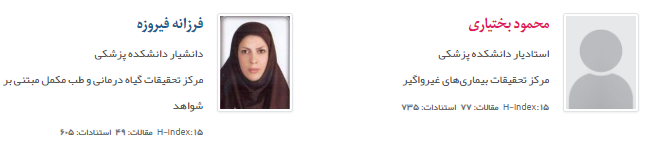 محمود بختیاری
استادیار دانشکده پزشکی
مرکز تحقیقات بیماری‌های غیرواگیر
H-Index:۱۵ مقالات: ۷۷ استنادات: ۷۳۵
فرزانه فیروزه
دانشیار دانشکده پزشکی
مرکز تحقیقات گیاه درمانی و طب مکمل مبتنی بر
شواهد
H-Index:۱۵ مقالات: ۴۹ استنادات: ۶۰۵